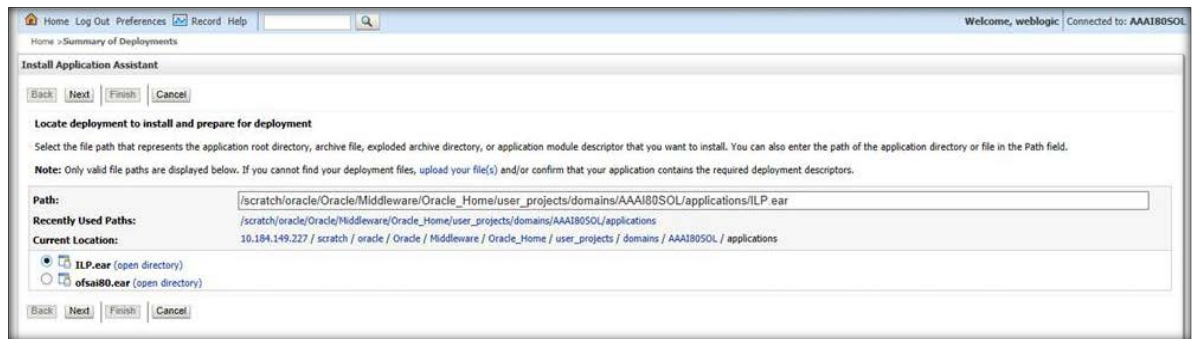 Home Log Out Preferences Record Help Welcome, weblogic Connected to: AAAI80SOL
Home >Summary of Deployments
Install Application Assistant
Back Next Finish Cancel
Locate deployment to install and prepare for deployment
Select the file path that represents the application root directory, archive file, exploded archive directory, or application module descriptor that you want to install. You can also enter the path of the application directory or file in the Path field.
Note: Only valid file paths are displayed below. If you cannot find your deployment files, upload your file(s) and/or confirm that your application contains the required deployment descriptors.
Path: /scratch/oracle/Oracle/Middleware/Oracle_Home/user_projects/domains/AAAI80SOL/applications/ILP.ear
Recently Used Paths: /scratch/oracle/Oracle/Middleware/Oracle_Home/user_projects/domains/AAAI80SOL/applications
Current Location: 10.184.149.227 / scratch / oracle / Oracle / Middleware / Oracle_Home / user_projects / domains / AAAI80SOL / applications
ILP.ear (open directory)
ofsai80.ear (open directory)
Back Next Finish Cancel